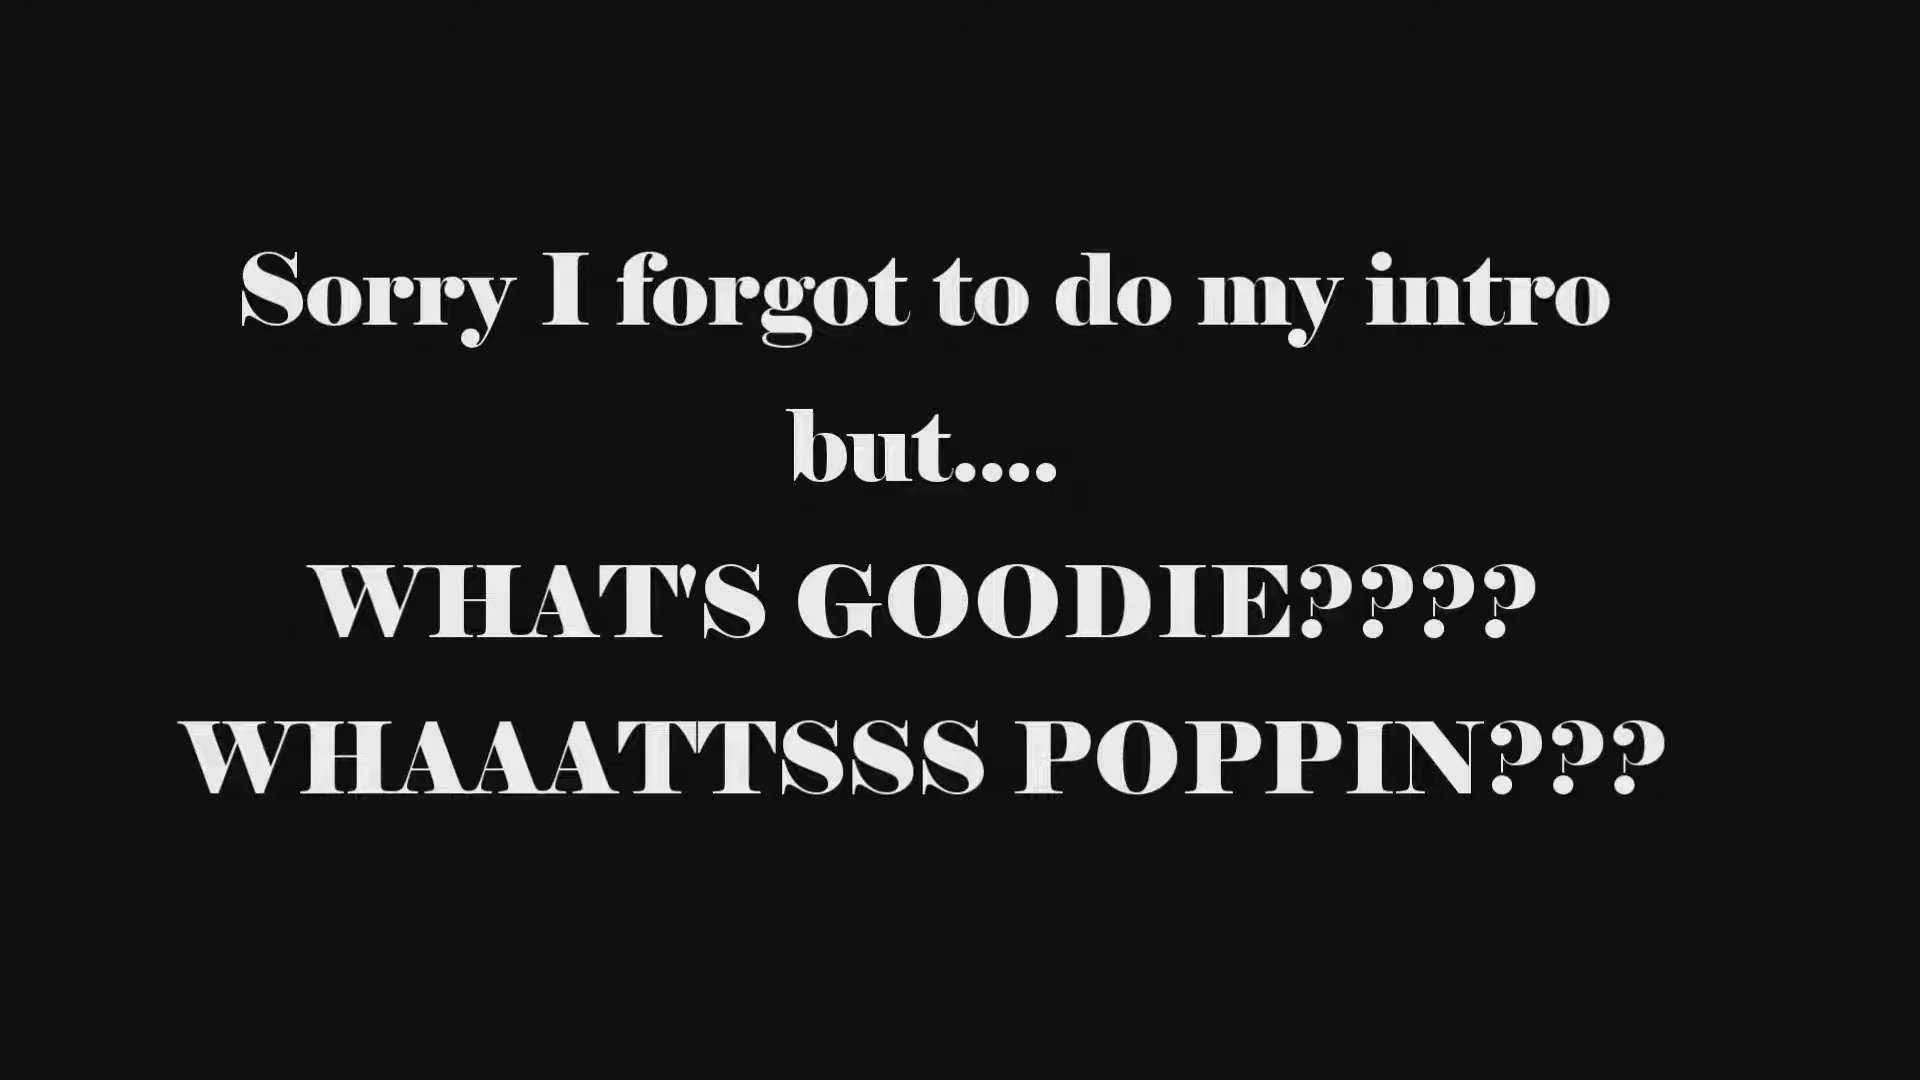 Sorry I forgot to do my intro
but....
WHAT'S GOODIE????
WHAAATTSSS POPPIN???